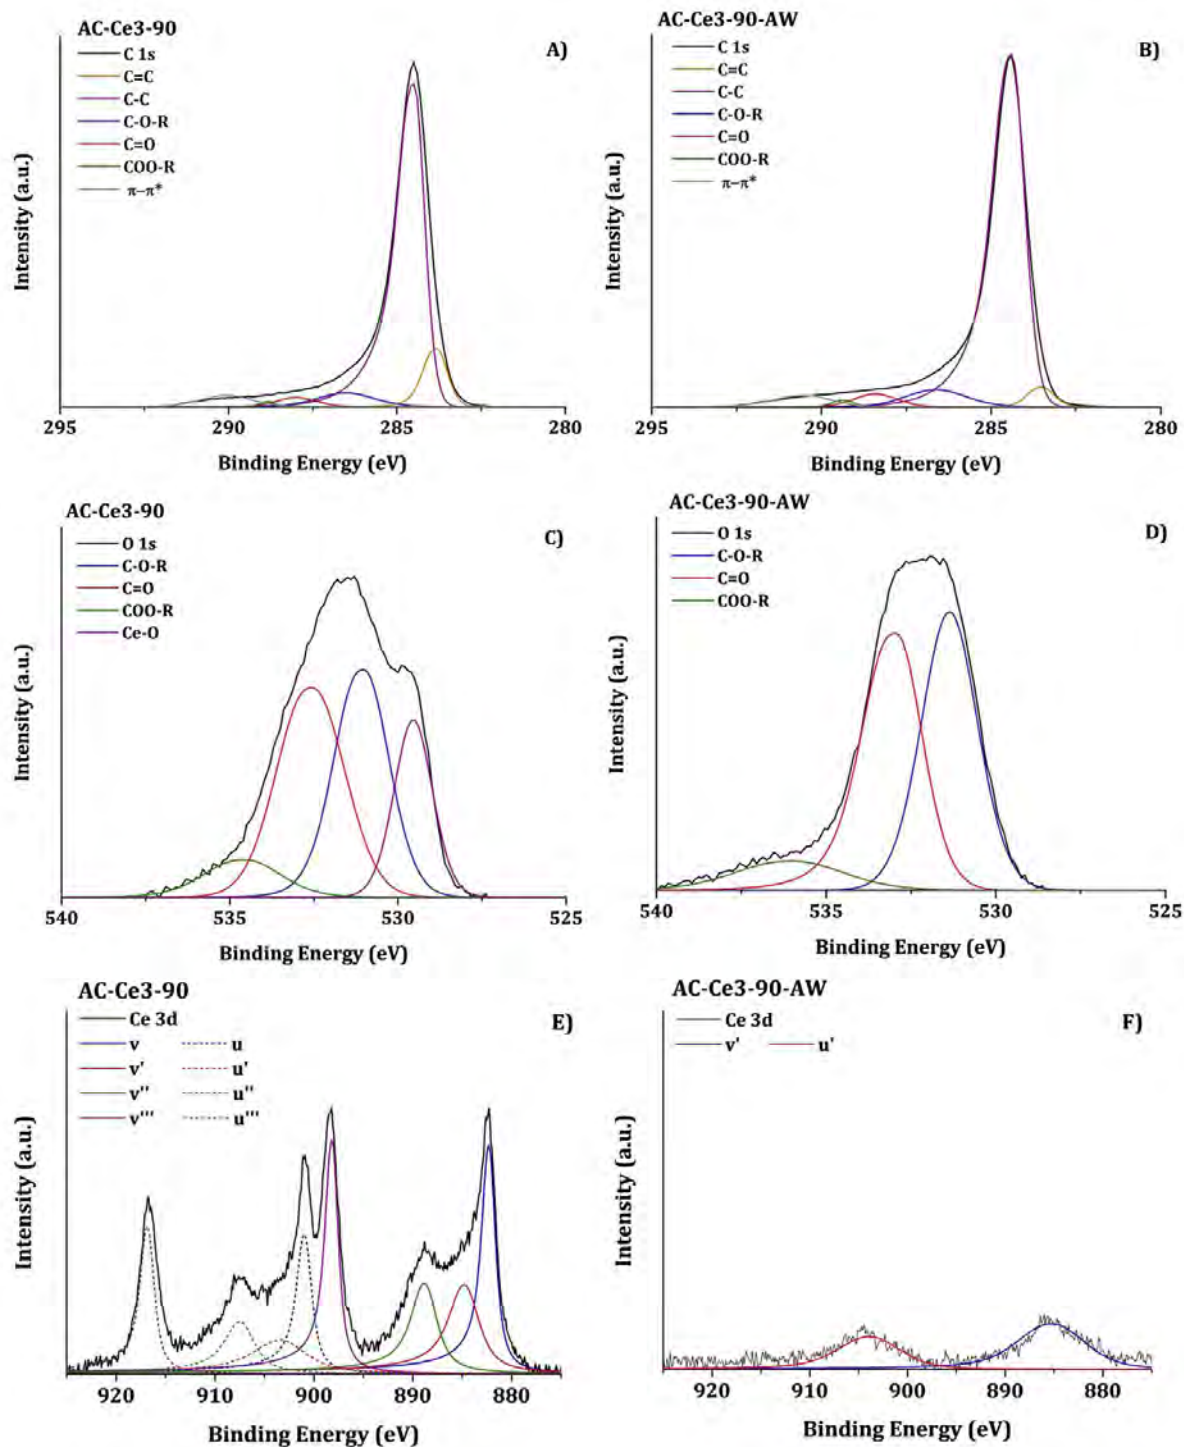 AC-Ce3-90
A)
C 1s
C=C
C-C
C-O-R
C=O
COO-R
π-π*
Intensity (a.u.)
295 290 285 280
Binding Energy (eV)
AC-Ce3-90-AW
B)
C 1s
C=C
C-C
C-O-R
C=O
COO-R
π-π*
Intensity (a.u.)
295 290 285 280
Binding Energy (eV)
AC-Ce3-90
C)
O 1s
C-O-R
C=O
COO-R
Ce-O
Intensity (a.u.)
540 535 530 525
Binding Energy (eV)
AC-Ce3-90-AW
D)
O 1s
C-O-R
C=O
COO-R
Intensity (a.u.)
540 535 530 525
Binding Energy (eV)
AC-Ce3-90
E)
Ce 3d
v u
v' u'
v'' u''
v''' u'''
Intensity (a.u.)
920 910 900 890 880
Binding Energy (eV)
AC-Ce3-90-AW
F)
Ce 3d
v' u'
Intensity (a.u.)
920 910 900 890 880
Binding Energy (eV)